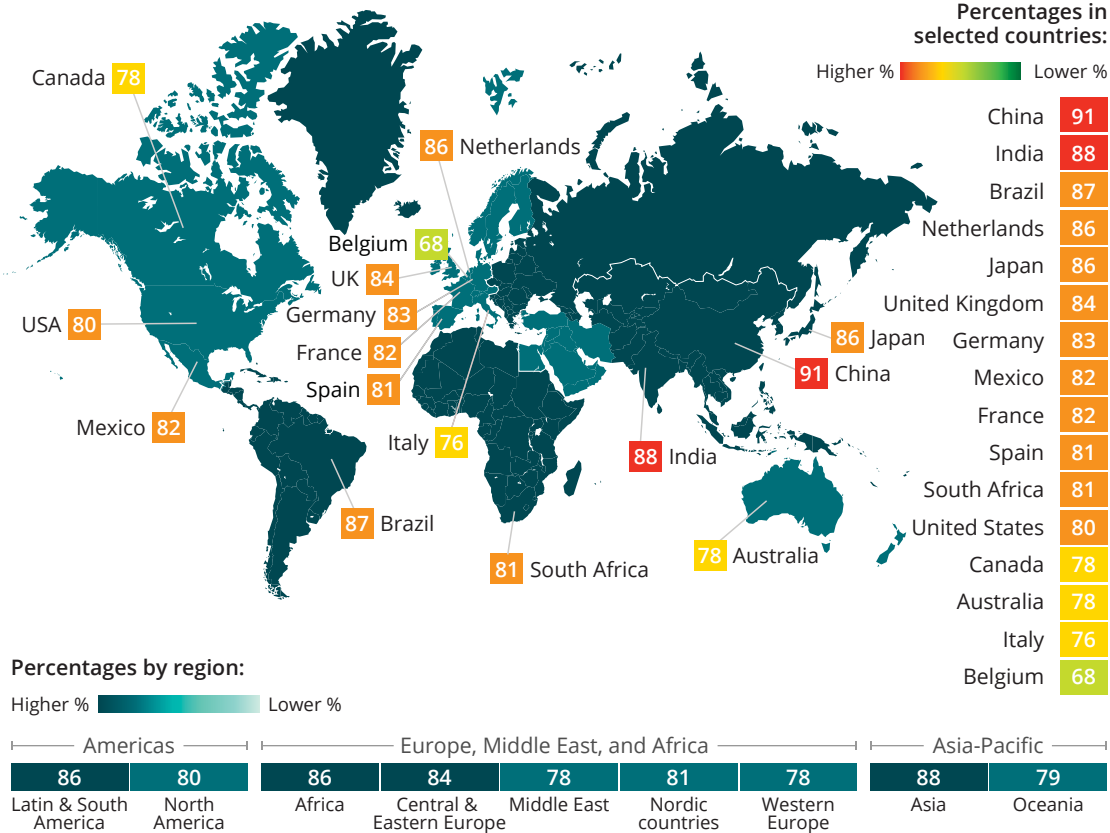 Percentages in
selected countries:
Higher %
Lower %
Canada 78
86 Netherlands
Belgium 68
UK 84
Germany 83
USA 80
France 82
Spain 81
Mexico 82
Italy 76
86 Japan
91 China
88 India
87 Brazil
78 Australia
81 South Africa
China 91
India 88
Brazil 87
Netherlands 86
Japan 86
United Kingdom 84
Germany 83
Mexico 82
France 82
Spain 81
South Africa 81
United States 80
Canada 78
Australia 78
Italy 76
Belgium 68
Percentages by region:
Higher %
Lower %
Americas
86
Latin & South
America
80
North
America
Europe, Middle East, and Africa
86
Africa
84
Central &
Eastern Europe
78
Middle East
81
Nordic
countries
78
Western
Europe
Asia-Pacific
88
Asia
79
Oceania